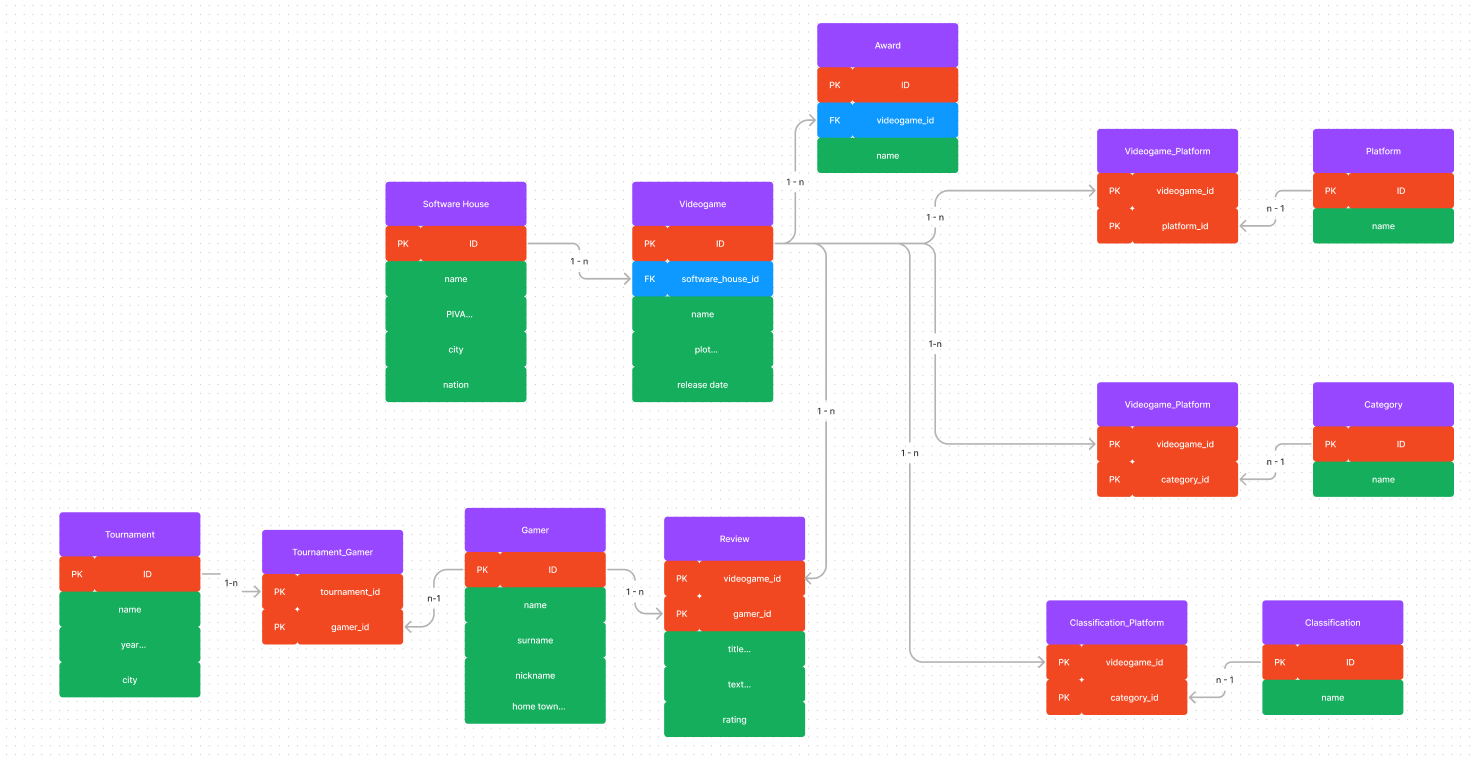 Award
PK ID
FK videogame_id
name
Videogame_Platform
PK videogame_id
PK platform_id
Platform
PK ID
name
n - 1
1 - n
1 - n
Software House
PK ID
name
PIVA...
city
nation
1 - n
Videogame
PK ID
FK software_house_id
name
plot...
release date
1-n
1 - n
1 - n
Videogame_Platform
PK videogame_id
PK category_id
Category
PK ID
name
n - 1
Tournament
PK ID
name
year...
city
1-n
Tournament_Gamer
PK tournament_id
PK gamer_id
n-1
Gamer
PK ID
name
surname
nickname
home town...
1 - n
Review
PK videogame_id
PK gamer_id
title...
text...
rating
Classification_Platform
PK videogame_id
PK category_id
n - 1
Classification
PK ID
name